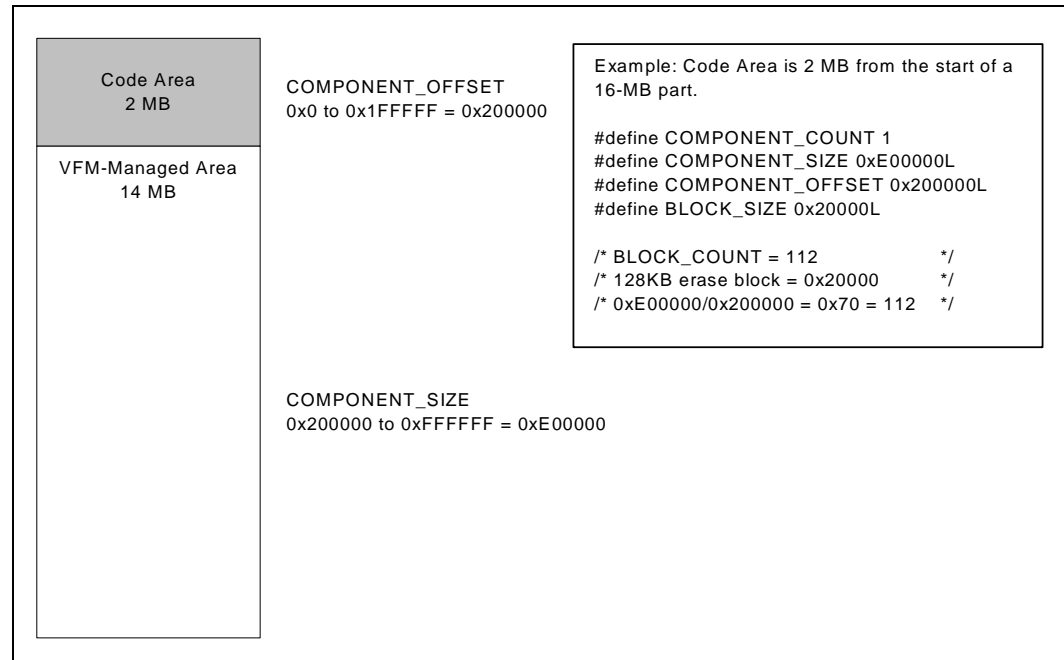 Code Area
2 MB
VFM-Managed Area
14 MB
COMPONENT_OFFSET
0x0 to 0x1FFFFF = 0x200000
Example: Code Area is 2 MB from the start of a
16-MB part.
#define COMPONENT_COUNT 1
#define COMPONENT_SIZE 0xE00000L
#define COMPONENT_OFFSET 0x200000L
#define BLOCK_SIZE 0x20000L
/* BLOCK_COUNT = 112 */
/* 128KB erase block = 0x20000 */
/* 0xE00000/0x200000 = 0x70 = 112 */
COMPONENT_SIZE
0x200000 to 0xFFFFFF = 0xE00000